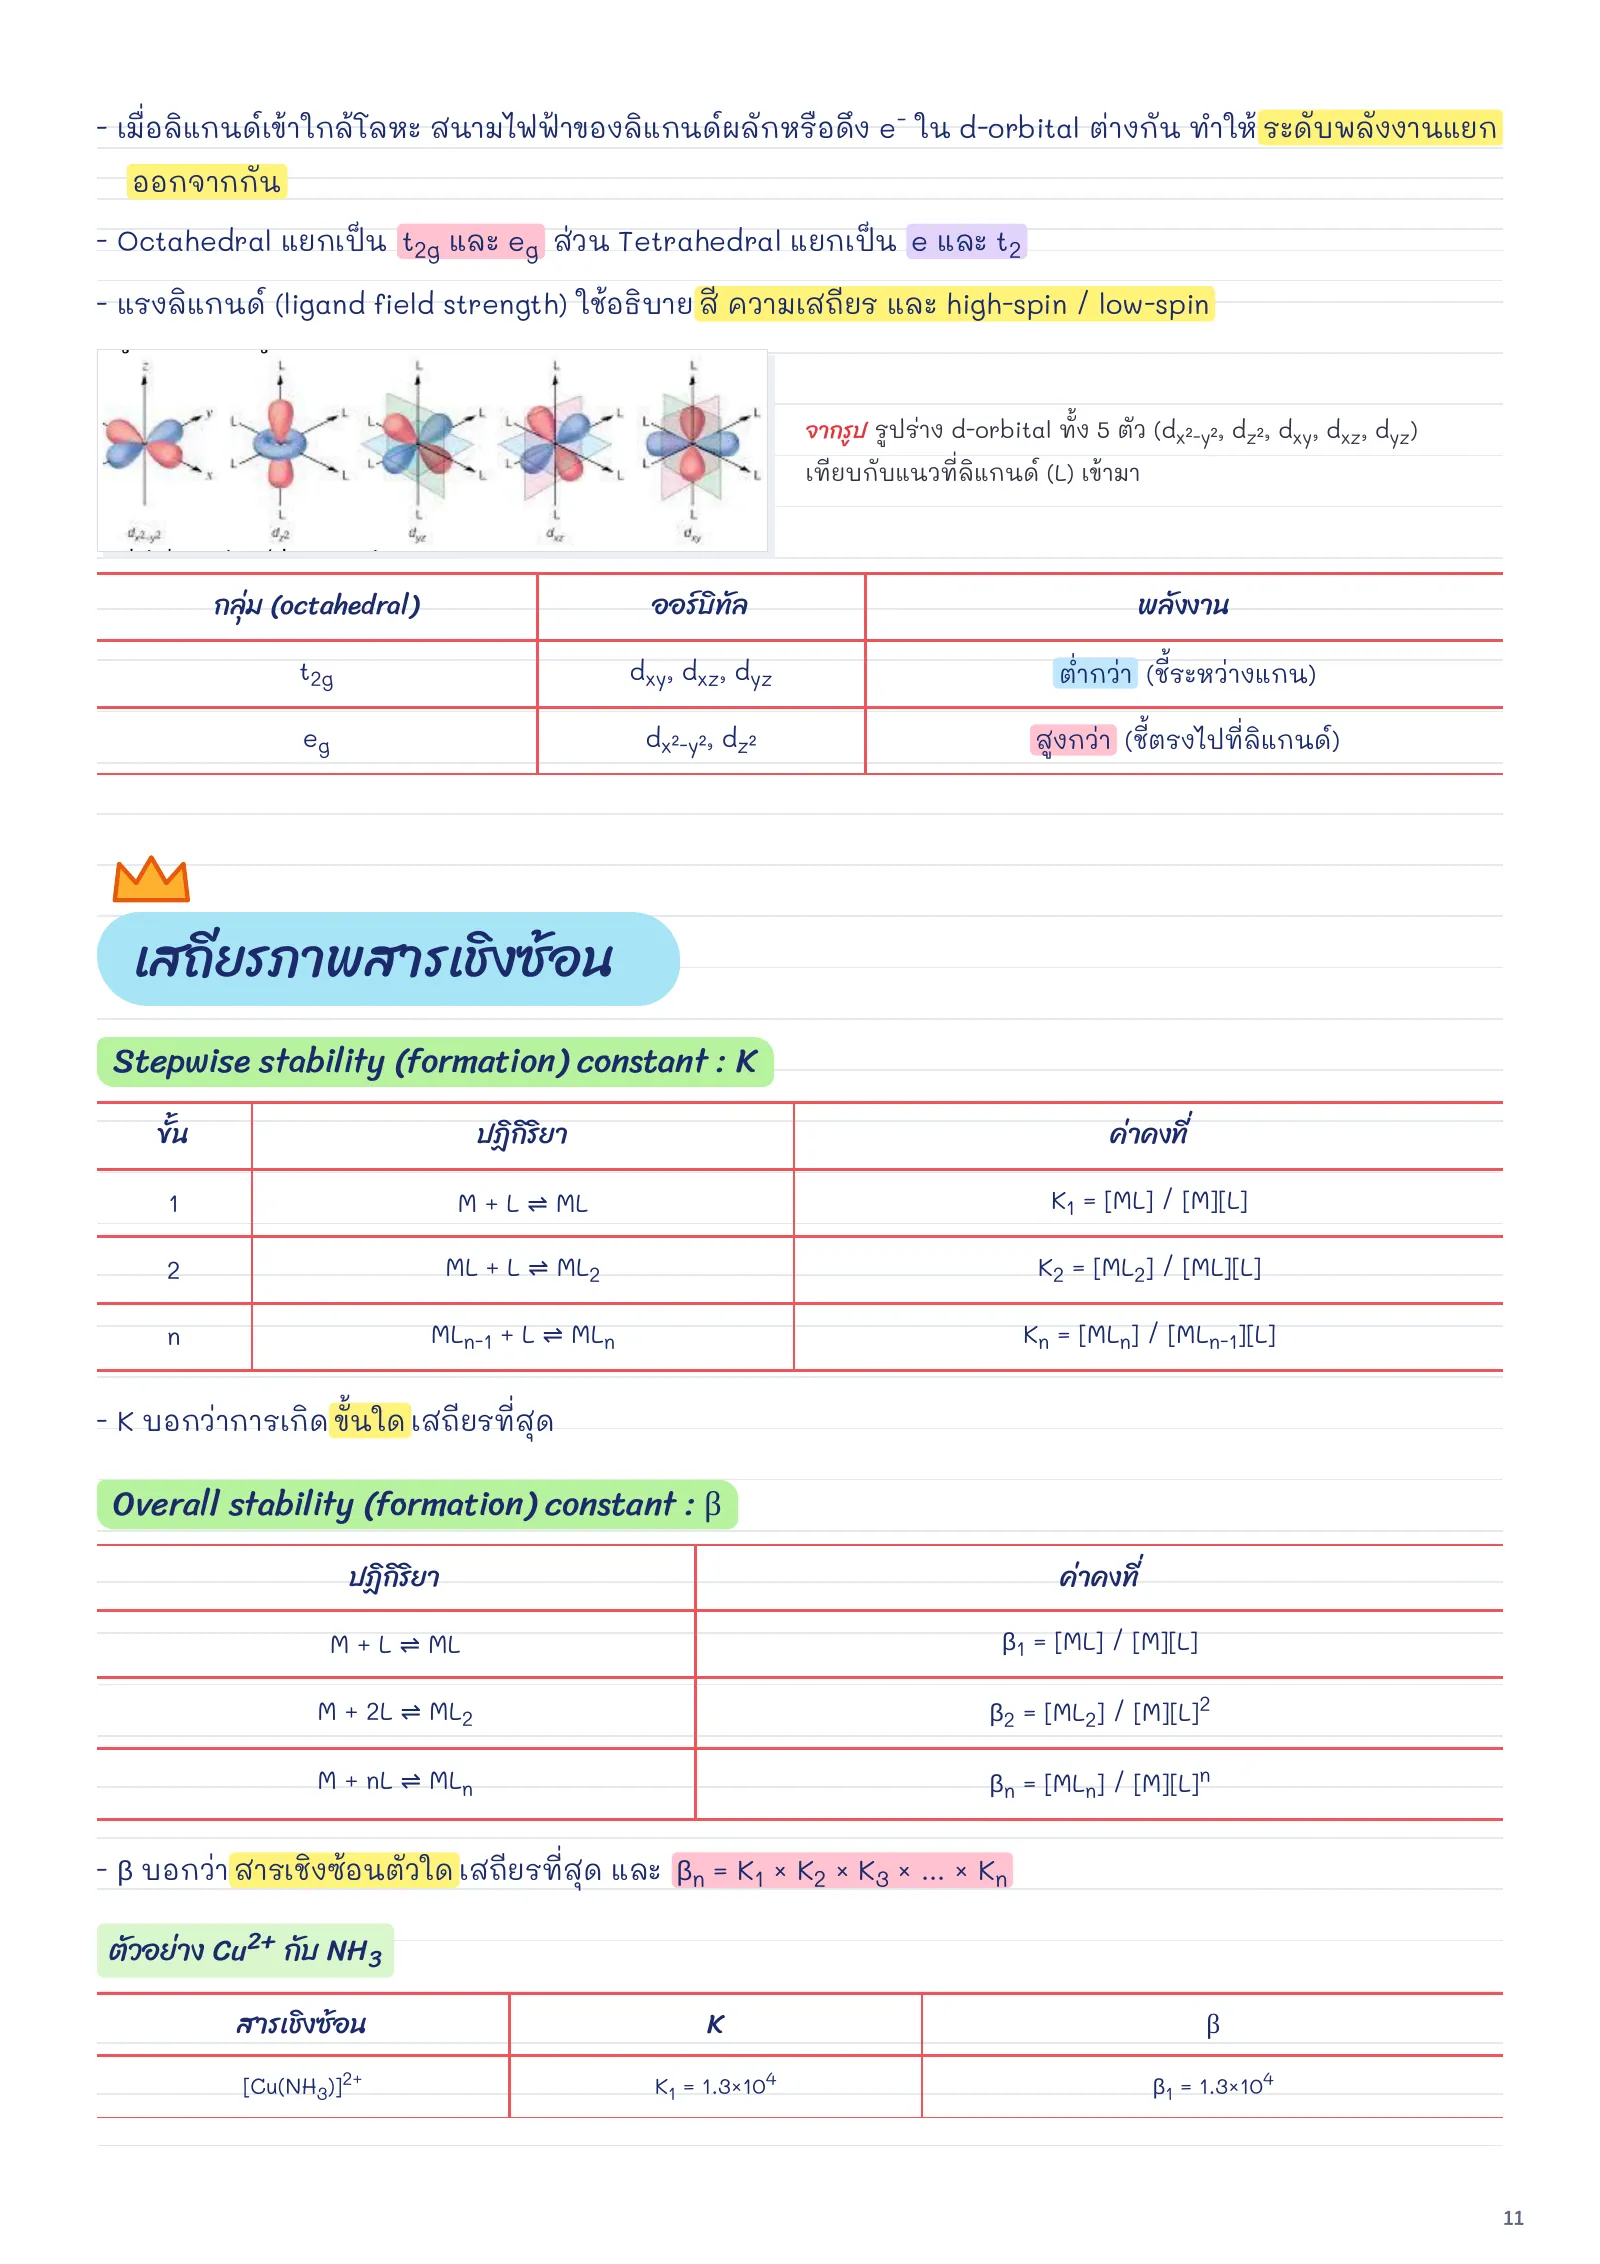 - เมื่อลิแกนด์เข้าใกล้โลหะ สนามไฟฟ้าของลิแกนด์ผลักหรือดึง e⁻ ใน d-orbital ต่างกัน ทำให้ระดับพลังงานแยก
ออกจากกัน
- Octahedral แยกเป็น t₂g และ eg ส่วน Tetrahedral แยกเป็น e และ t₂
- แรงลิแกนด์ (ligand field strength) ใช้อธิบายสี ความเสถียร และ high-spin / low-spin
z L L L L
y L L L L L L L L
L x L L L L L L L
L L L L
dx²-y² dz² dyz dxz dxy
จากรูป รูปร่าง d-orbital ทั้ง 5 ตัว (dx²-y², dz², dxy, dxz, dyz)
เทียบกับแนวที่ลิแกนด์ (L) เข้ามา
กลุ่ม (octahedral) ออร์บิทัล พลังงาน
t₂g dxy, dxz, dyz ต่ำกว่า (ชี้ระหว่างแกน)
eg dx²-y², dz² สูงกว่า (ชี้ตรงไปที่ลิแกนด์)
เสถียรภาพสารเชิงซ้อน
Stepwise stability (formation) constant : K
ขั้น ปฏิกิริยา ค่าคงที่
1 M + L ⇌ ML K₁ = [ML] / [M][L]
2 ML + L ⇌ ML₂ K₂ = [ML₂] / [ML][L]
n MLn-1 + L ⇌ MLn Kn = [MLn] / [MLn-1][L]
- K บอกว่าการเกิดขั้นใดเสถียรที่สุด
Overall stability (formation) constant : β
ปฏิกิริยา ค่าคงที่
M + L ⇌ ML β₁ = [ML] / [M][L]
M + 2L ⇌ ML₂ β₂ = [ML₂] / [M][L]²
M + nL ⇌ MLn βn = [MLn] / [M][L]ⁿ
- β บอกว่าสารเชิงซ้อนตัวใดเสถียรที่สุด และ βn = K₁ × K₂ × K₃ × ... × Kn
ตัวอย่าง Cu²⁺ กับ NH₃
สารเชิงซ้อน K β
[Cu(NH₃)]²⁺ K₁ = 1.3×10⁴ β₁ = 1.3×10⁴
11